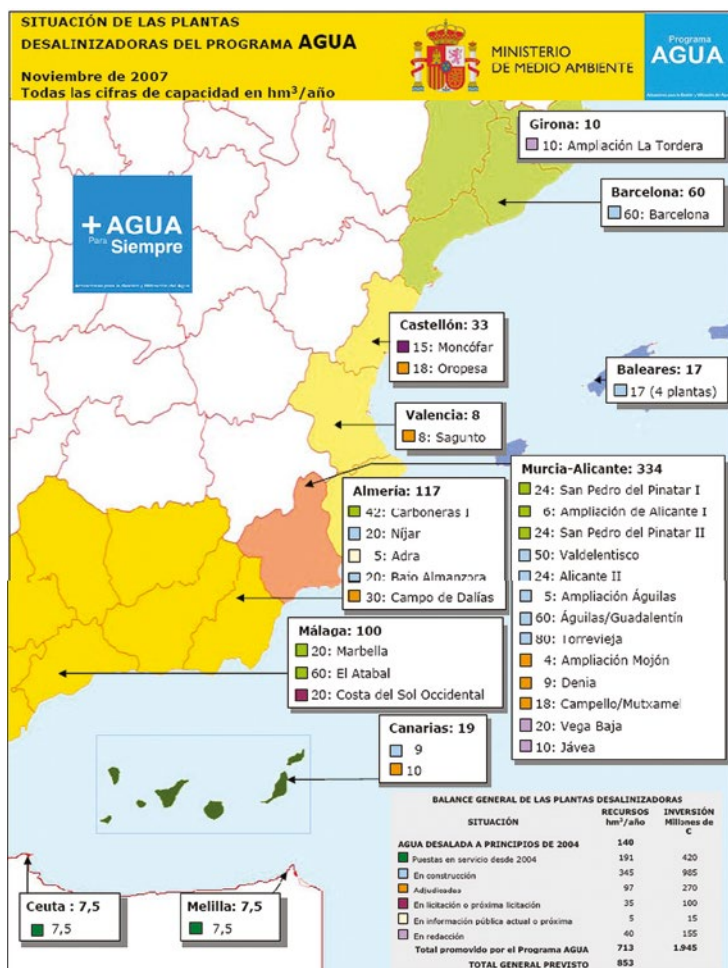 SITUACIÓN DE LAS PLANTAS
DESALINIZADORAS DEL PROGRAMA AGUA
Noviembre de 2007
Todas las cifras de capacidad en hm³/año
MINISTERIO
DE MEDIO AMBIENTE
Programa
AGUA
+ AGUA
Para Siempre
Girona: 10
10: Ampliación La Tordera
Barcelona: 60
60: Barcelona
Castellón: 33
15: Moncófar
18: Oropesa
Baleares: 17
17 (4 plantas)
Valencia: 8
8: Sagunto
Murcia-Alicante: 334
24: San Pedro del Pinatar I
6: Ampliación de Alicante I
24: San Pedro del Pinatar II
50: Valdelentisco
24: Alicante II
5: Ampliación Águilas
60: Águilas/Guadalentín
80: Torrevieja
4: Ampliación Mojón
9: Denia
18: Campello/Mutxamel
20: Vega Baja
10: Jávea
Almería: 117
42: Carboneras I
20: Níjar
5: Adra
20: Bajo Almanzora
30: Campo de Dalías
Málaga: 100
20: Marbella
60: El Atabal
20: Costa del Sol Occidental
Canarias: 19
9
10
Ceuta : 7,5
7,5
Melilla: 7,5
7,5
BALANCE GENERAL DE LAS PLANTAS DESALINIZADORAS
SITUACIÓN RECURSOS hm³/año INVERSIÓN Millones de €
AGUA DESALADA A PRINCIPIOS DE 2004 140
Puestas en servicio desde 2004 191 420
En construcción 345 985
Adjudicadas 97 270
En licitación o próxima licitación 35 100
En información pública actual o próxima 5 15
En redacción 40 155
Total promovido por el Programa AGUA 713 1.945
TOTAL GENERAL PREVISTO 853